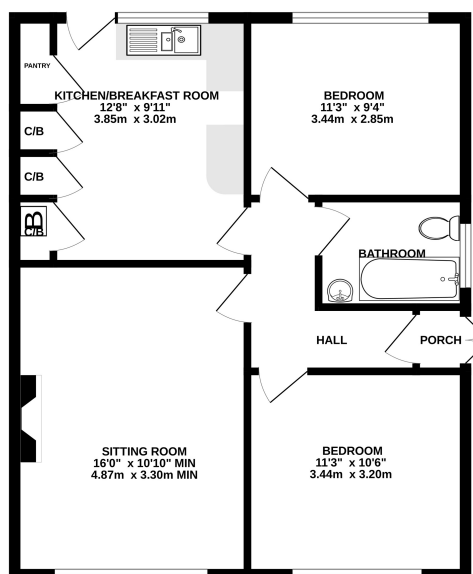 PANTRY
KITCHEN/BREAKFAST ROOM
12'8" x 9'11"
3.85m x 3.02m
BEDROOM
11'3" x 9'4"
3.44m x 2.85m
C/B
C/B
B
C/B
BATHROOM
HALL
PORCH
SITTING ROOM
16'0" x 10'10" MIN
4.87m x 3.30m MIN
BEDROOM
11'3" x 10'6"
3.44m x 3.20m